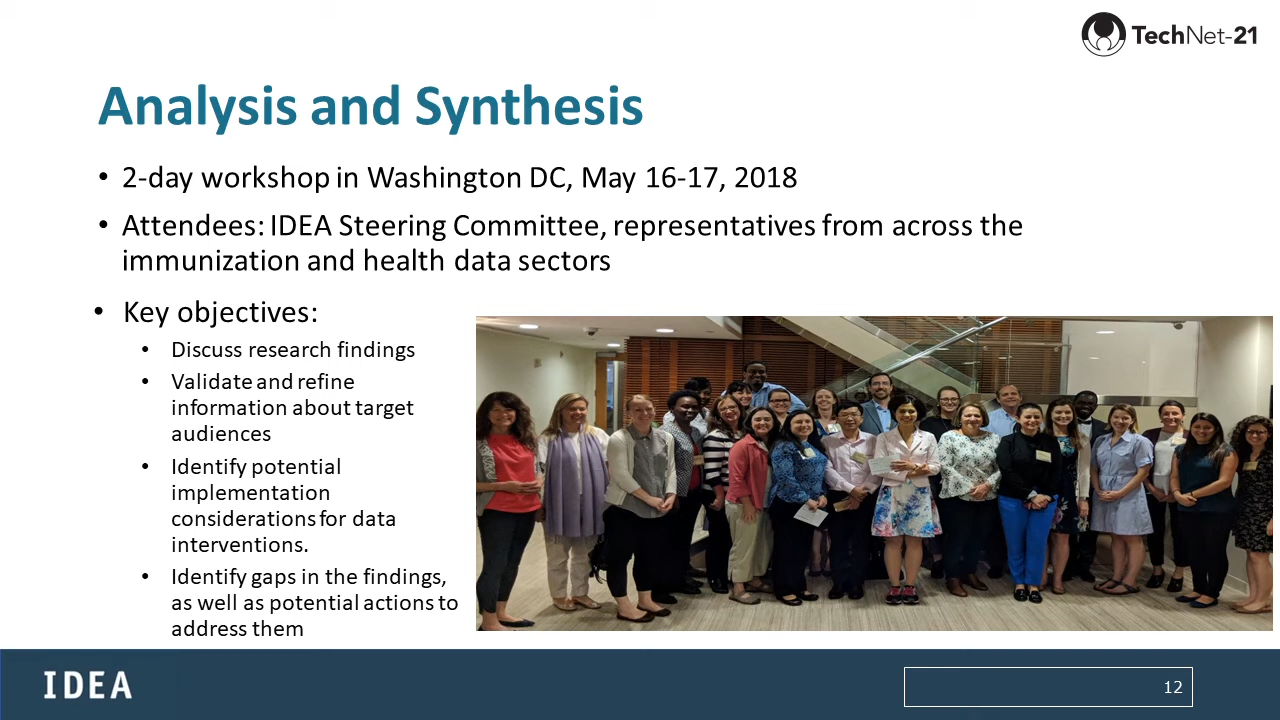 TechNet-21
Analysis and Synthesis
• 2-day workshop in Washington DC, May 16-17, 2018
• Attendees: IDEA Steering Committee, representatives from across the
immunization and health data sectors
• Key objectives:
• Discuss research findings
• Validate and refine
information about target
audiences
• Identify potential
implementation
considerations for data
interventions.
• Identify gaps in the findings,
as well as potential actions to
address them
IDEA
12